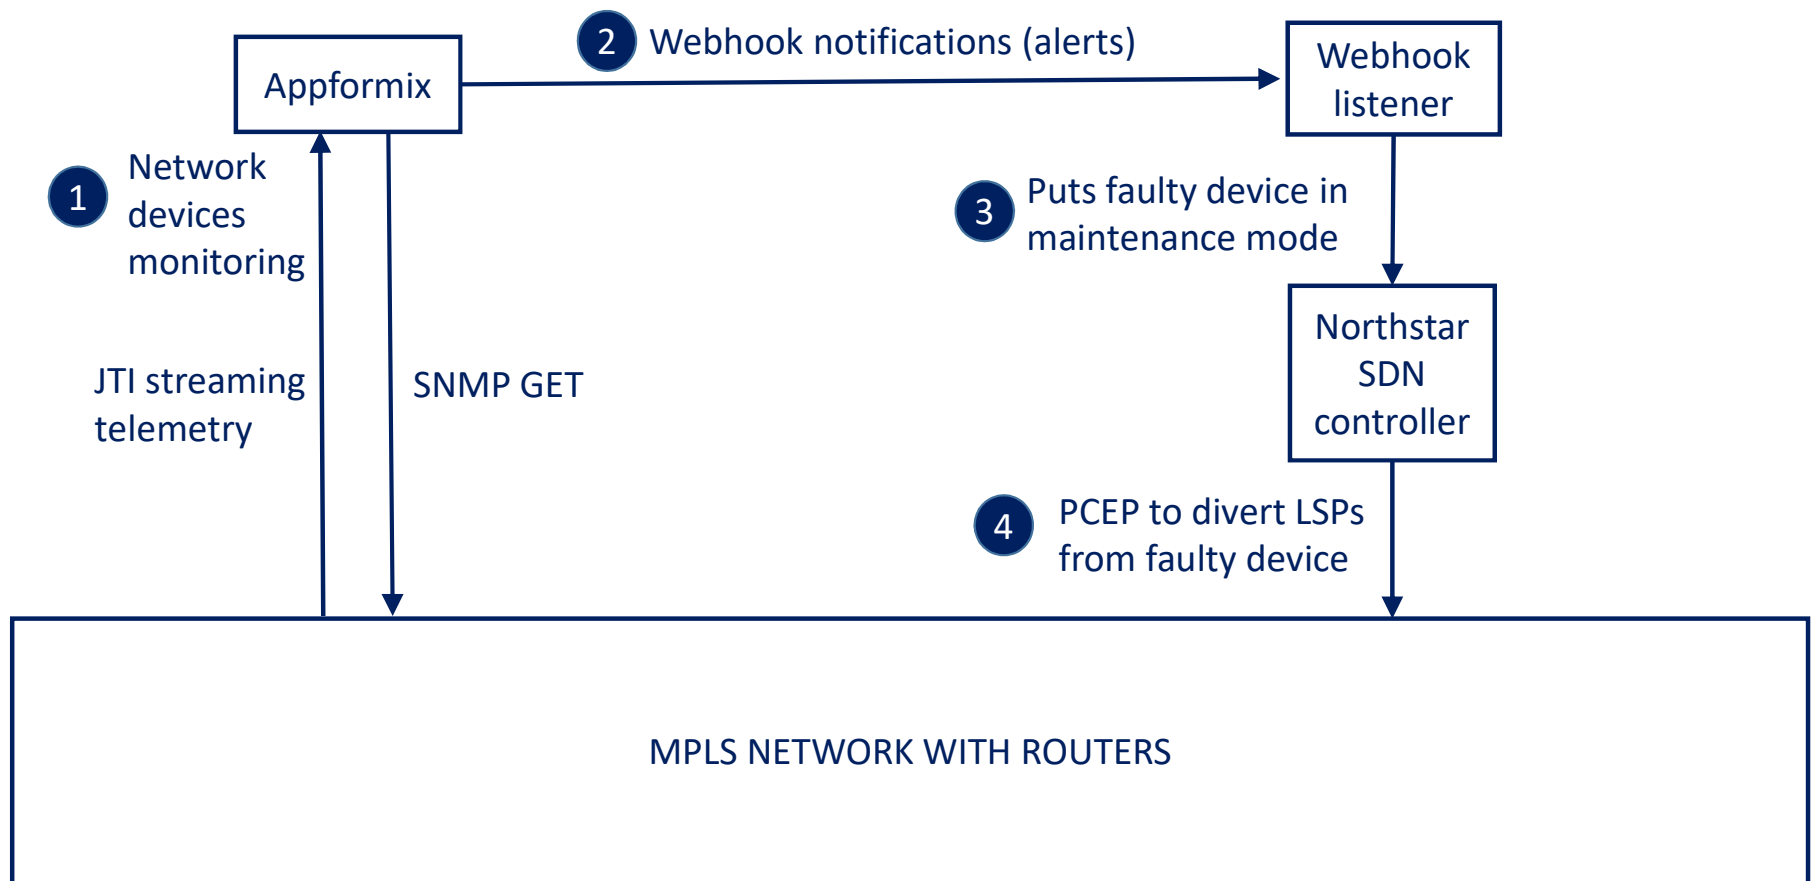 Appformix
2
Webhook notifications (alerts)
Webhook
listener
1
Network
devices
monitoring
3
Puts faulty device in
maintenance mode
JTI streaming
telemetry
SNMP GET
Northstar
SDN
controller
4
PCEP to divert LSPs
from faulty device
MPLS NETWORK WITH ROUTERS